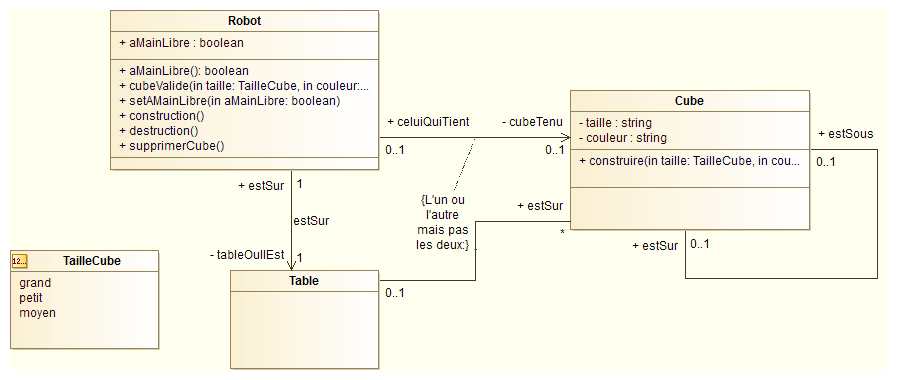 Robot
+ aMainLibre : boolean
+ aMainLibre(): boolean
+ cubeValide(in taille: TailleCube, in couleur:...
+ setAMainLibre(in aMainLibre: boolean)
+ construction()
+ destruction()
+ supprimerCube()
+ celuiQuiTient
- cubeTenu
0..1
0..1
Cube
- taille : string
- couleur : string
+ construire(in taille: TailleCube, in cou...
+ estSous
0..1
+ estSur
1
{L'un ou
l'autre
mais pas
les deux:}
+ estSur
*
estSur
+ estSur
0..1
- tableOuIlEst
1
12...
TailleCube
grand
petit
moyen
Table
0..1